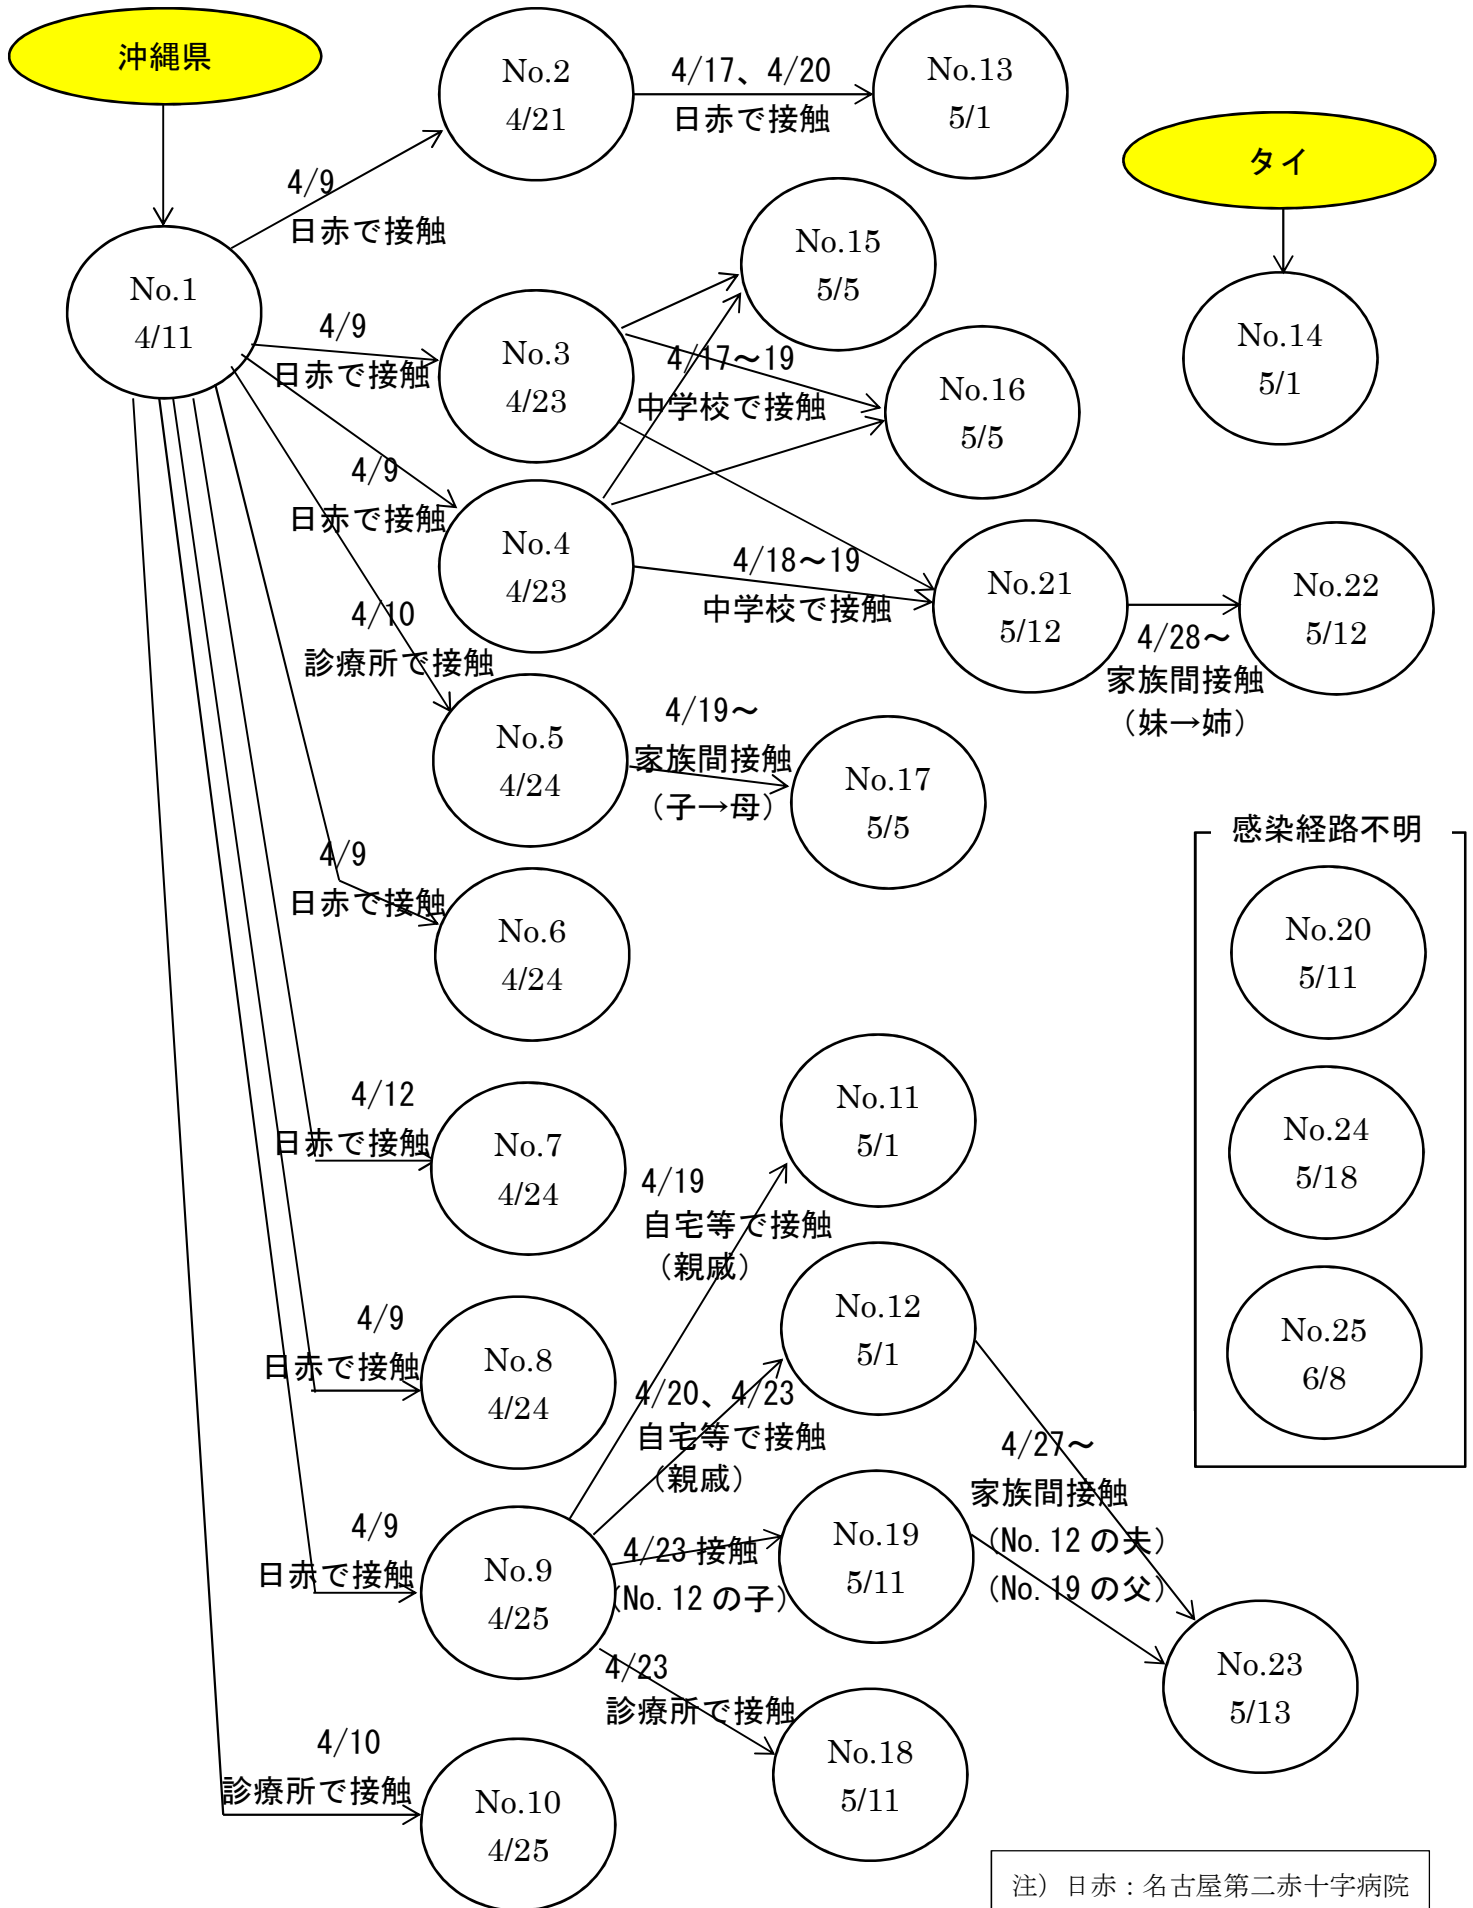 沖縄県
No.1
4/11
4/9
日赤で接触
No.2
4/21
4/17、4/20
日赤で接触
No.13
5/1
タイ
No.14
5/1
4/9
日赤で接触
No.3
4/23
No.15
5/5
4/17～19
中学校で接触
No.16
5/5
4/9
日赤で接触
No.4
4/23
4/18～19
中学校で接触
No.21
5/12
4/28～
家族間接触
（妹→姉）
No.22
5/12
4/10
診療所で接触
No.5
4/24
4/19～
家族間接触
（子→母）
No.17
5/5
4/9
日赤で接触
No.6
4/24
感染経路不明
No.20
5/11
No.24
5/18
No.25
6/8
4/12
日赤で接触
No.7
4/24
4/9
日赤で接触
No.8
4/24
4/9
日赤で接触
No.9
4/25
4/19
自宅等で接触
（親戚）
No.11
5/1
4/20、4/23
自宅等で接触
（親戚）
No.12
5/1
4/23 接触
（No.12 の子）
No.19
5/11
4/27～
家族間接触
（No.12 の夫）
（No.19 の父）
No.23
5/13
4/23
診療所で接触
No.18
5/11
4/10
診療所で接触
No.10
4/25
注）日赤：名古屋第二赤十字病院